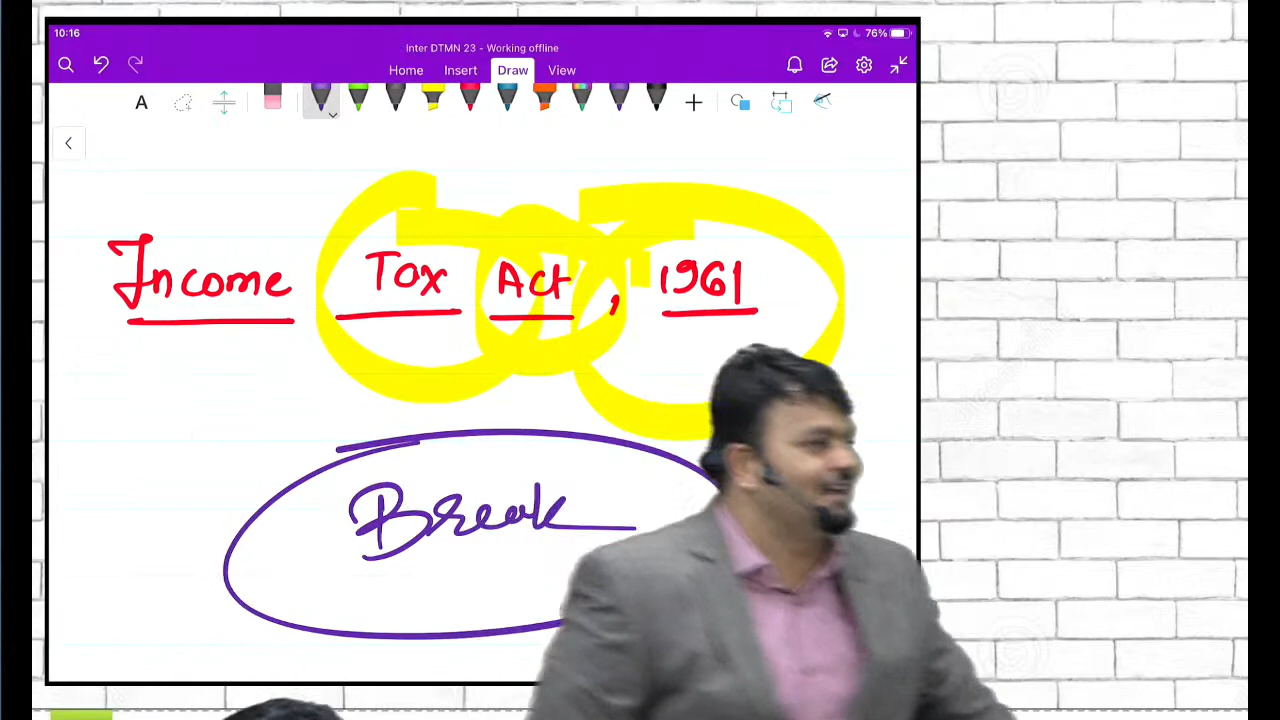 10:16
76%
Inter DTMN 23 - Working offline
Home Insert Draw View
A
Income Tax Act, 1961
Break